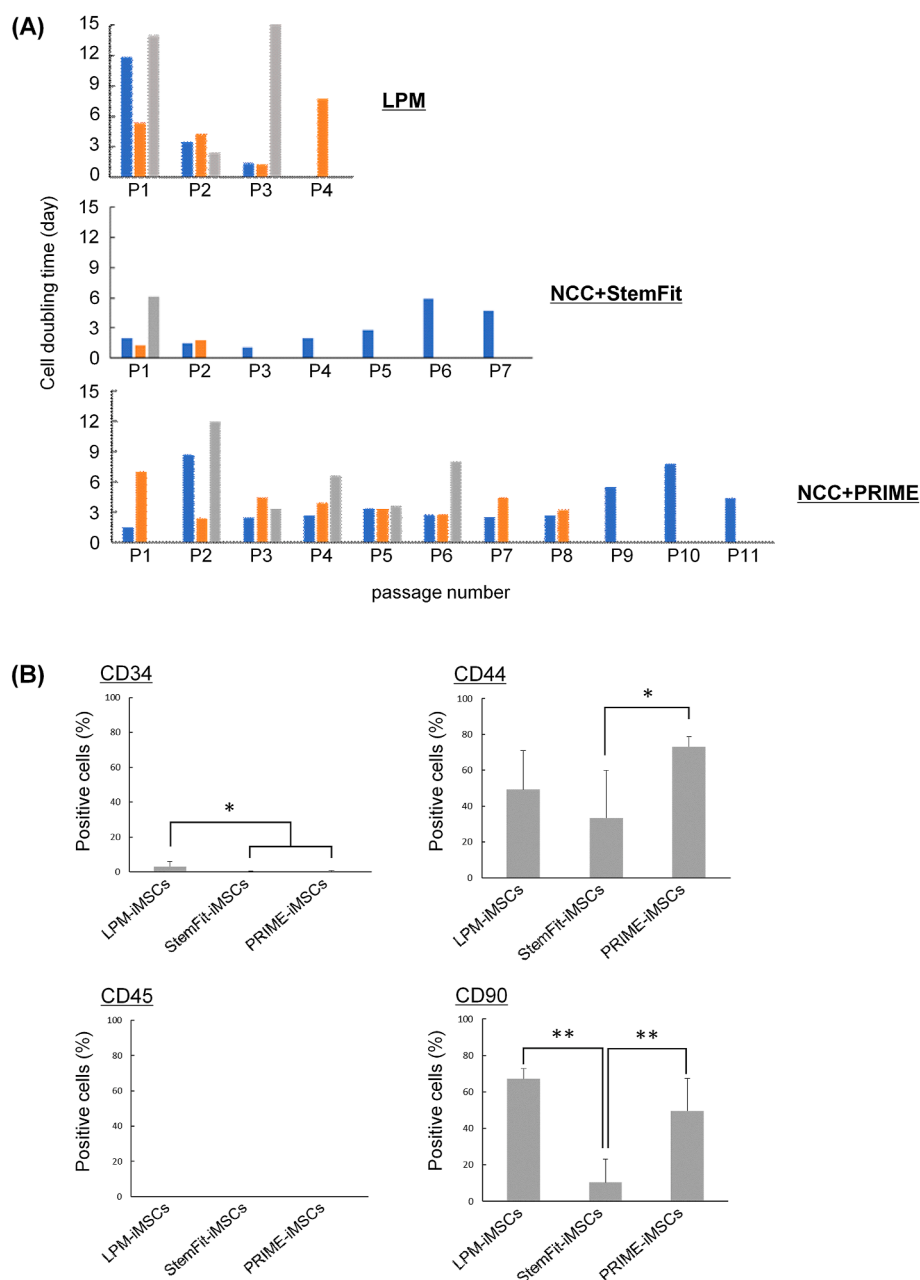 (A)
Cell doubling time (day)
15
12
9
6
3
0
P1 P2 P3 P4
LPM
15
12
9
6
3
0
P1 P2 P3 P4 P5 P6 P7
NCC+StemFit
15
12
9
6
3
0
P1 P2 P3 P4 P5 P6 P7 P8 P9 P10 P11
NCC+PRIME
passage number
(B)
CD34
Positive cells (%)
100
80
60
40
20
0
*
LPM-iMSCs
StemFit-iMSCs
PRIME-iMSCs
CD44
Positive cells (%)
100
80
60
40
20
0
*
LPM-iMSCs
StemFit-iMSCs
PRIME-iMSCs
CD45
Positive cells (%)
100
80
60
40
20
0
LPM-iMSCs
StemFit-iMSCs
PRIME-iMSCs
CD90
Positive cells (%)
100
80
60
40
20
0
** **
LPM-iMSCs
StemFit-iMSCs
PRIME-iMSCs